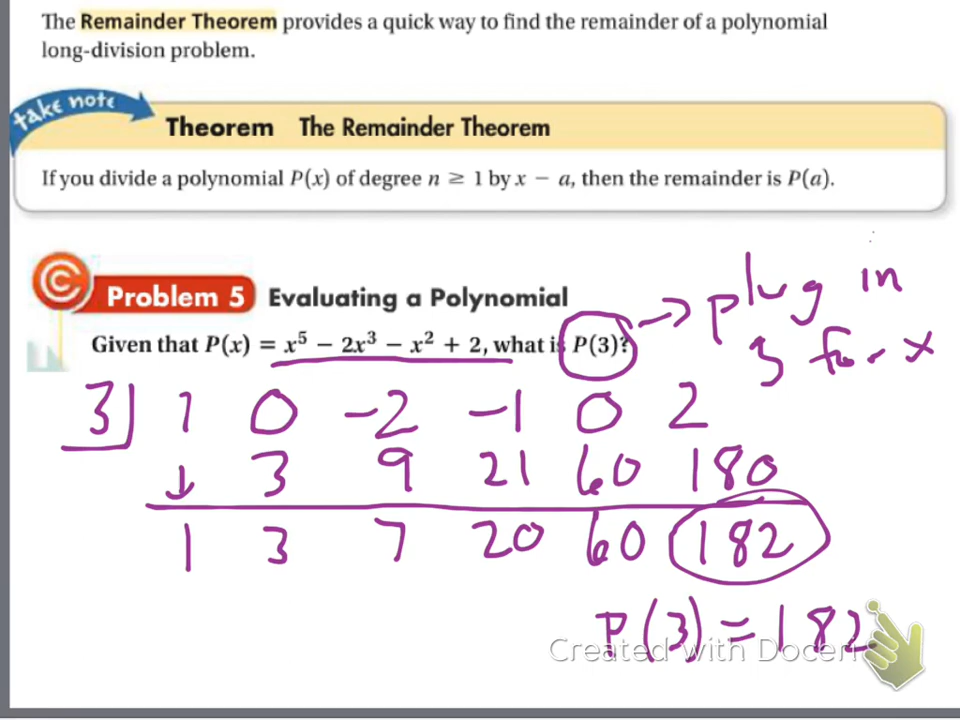 The Remainder Theorem provides a quick way to find the remainder of a polynomial
long-division problem.
take note
Theorem The Remainder Theorem
If you divide a polynomial P(x) of degree n ≥ 1 by x − a, then the remainder is P(a).
C Problem 5 Evaluating a Polynomial
Given that P(x) = x⁵ − 2x³ − x² + 2, what is P(3)?
→ plug in
3 for x
3 1 0 -2 -1 0 2
↓ 3 9 21 60 180
1 3 7 20 60 182
P(3) = 182
Created with Doceri